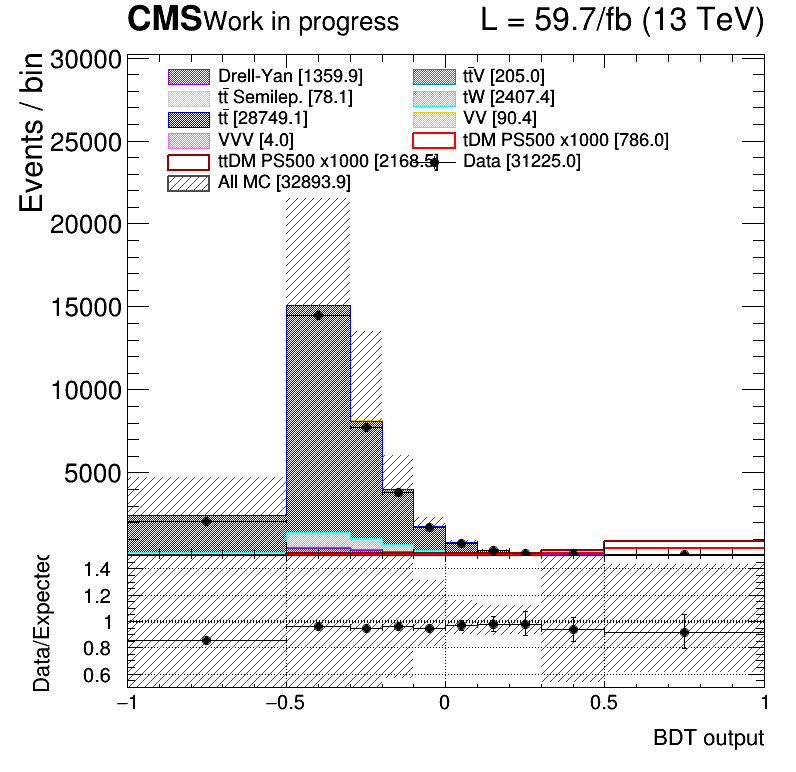 CMS Work in progress L = 59.7/fb (13 TeV)
Events / bin
30000
25000
20000
15000
10000
5000
Drell-Yan [1359.9] tt̄V [205.0]
tt̄ Semilep. [78.1] tW [2407.4]
tt̄ [28749.1] VV [90.4]
VVV [4.0] tDM PS500 x1000 [786.0]
ttDM PS500 x1000 [2168.5] Data [31225.0]
All MC [32893.9]
Data/Expected
1.4
1.2
1
0.8
0.6
−1 −0.5 0 0.5 1
BDT output